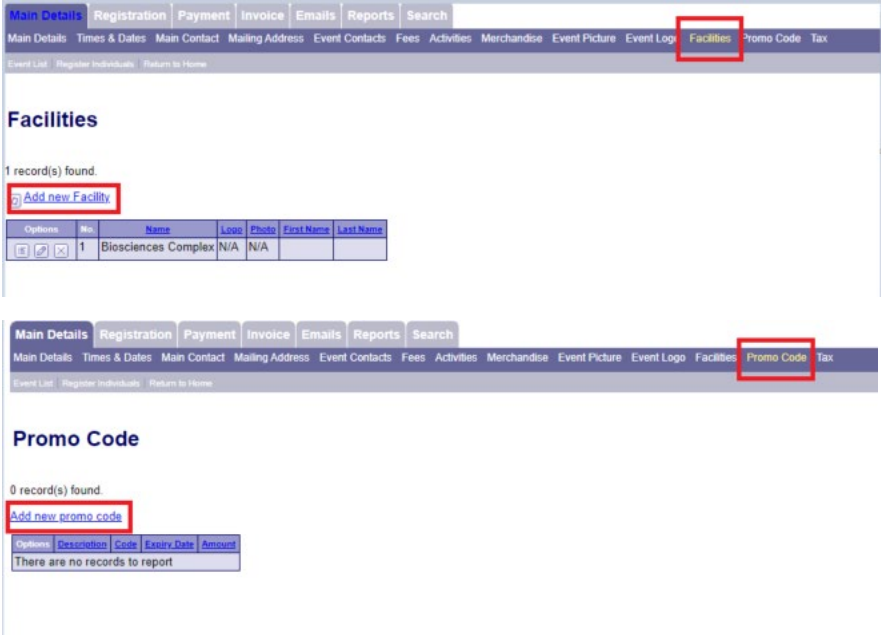 Main Details Registration Payment Invoice Emails Reports Search
Main Details Times & Dates Main Contact Mailing Address Event Contacts Fees Activities Merchandise Event Picture Event Logo Facilities Promo Code Tax
Event List Register Individuals Return to Home
Facilities
1 record(s) found.
Add new Facility
Options No. Name Logo Photo First Name Last Name
1 Biosciences Complex N/A N/A
Main Details Registration Payment Invoice Emails Reports Search
Main Details Times & Dates Main Contact Mailing Address Event Contacts Fees Activities Merchandise Event Picture Event Logo Facilities Promo Code Tax
Event List Register Individuals Return to Home
Promo Code
0 record(s) found.
Add new promo code
Options Description Code Expiry Date Amount
There are no records to report